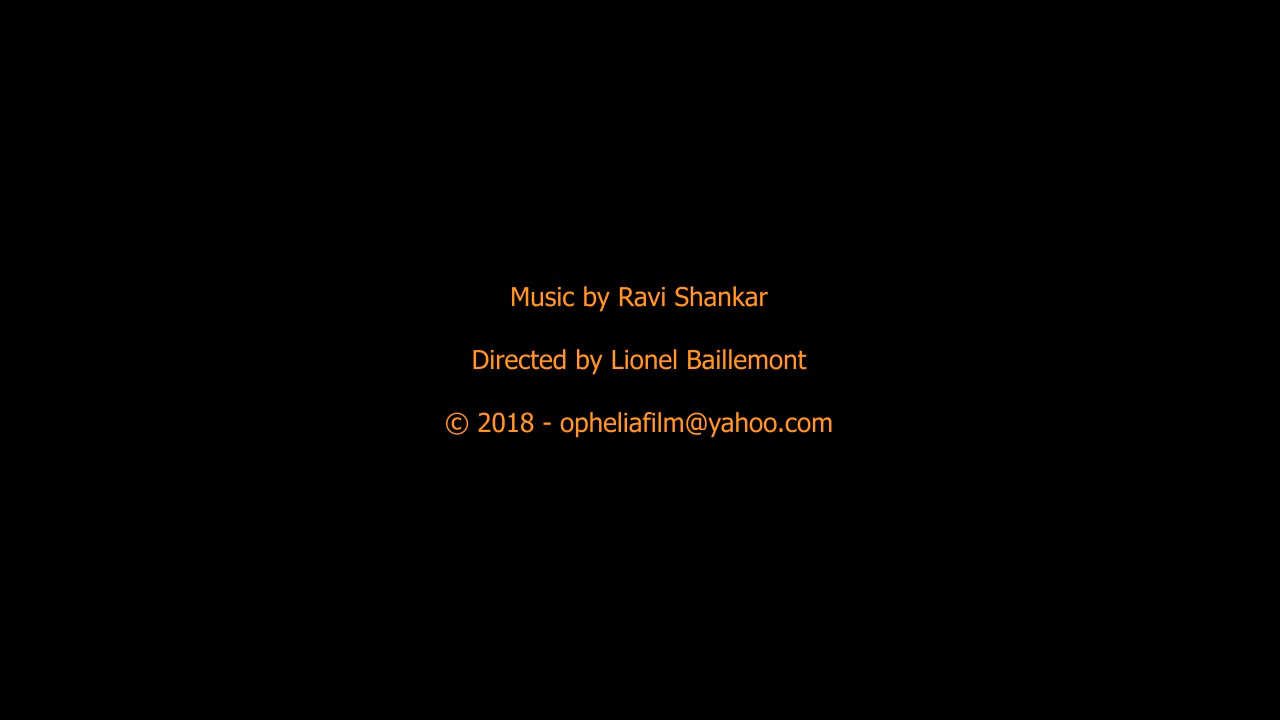 Music by Ravi Shankar
Directed by Lionel Baillemont
© 2018 - opheliafilm@yahoo.com